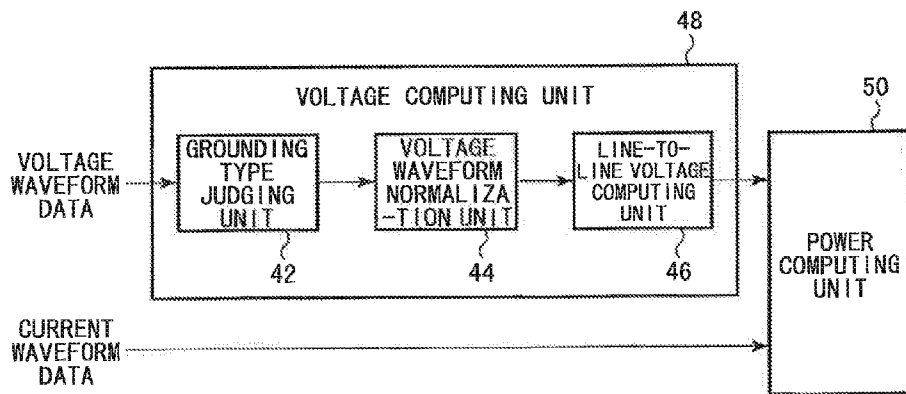 48
VOLTAGE COMPUTING UNIT
50
VOLTAGE
WAVEFORM
DATA
GROUNDING
TYPE
JUDGING
UNIT
VOLTAGE
WAVEFORM
NORMALIZA
-TION UNIT
LINE-TO-
LINE VOLTAGE
COMPUTING
UNIT
42
44
46
POWER
COMPUTING
UNIT
CURRENT
WAVEFORM
DATA